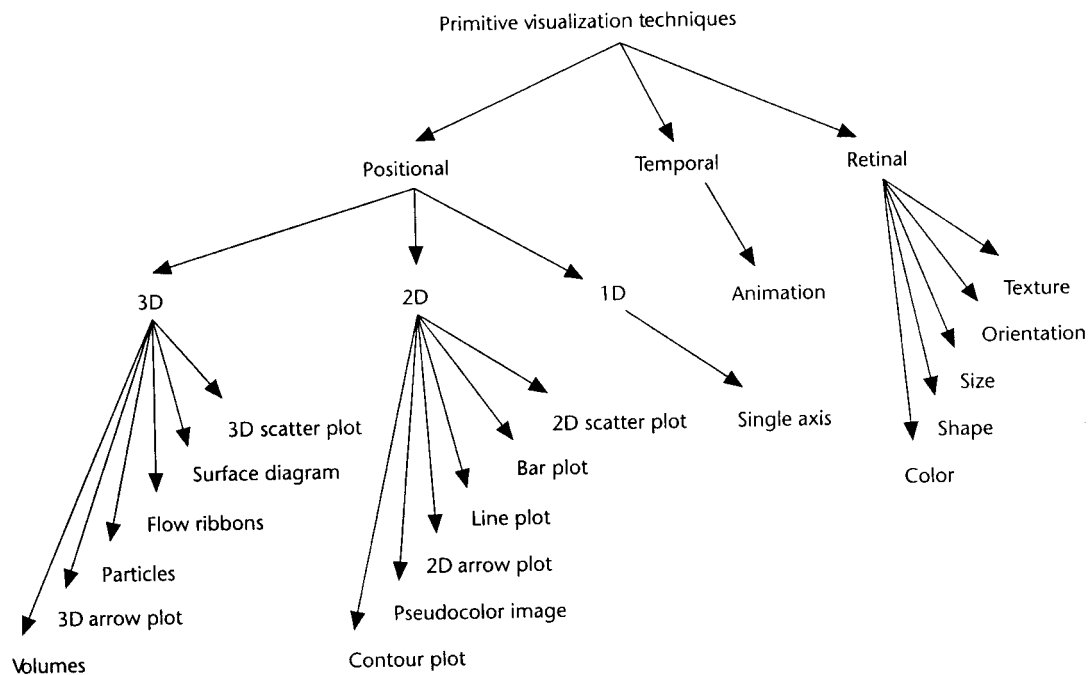 Primitive visualization techniques
Positional
Temporal
Retinal
3D
2D
1D
Animation
Texture
Orientation
Size
Shape
Color
3D scatter plot
Surface diagram
Flow ribbons
Particles
3D arrow plot
Volumes
2D scatter plot
Bar plot
Line plot
2D arrow plot
Pseudocolor image
Contour plot
Single axis